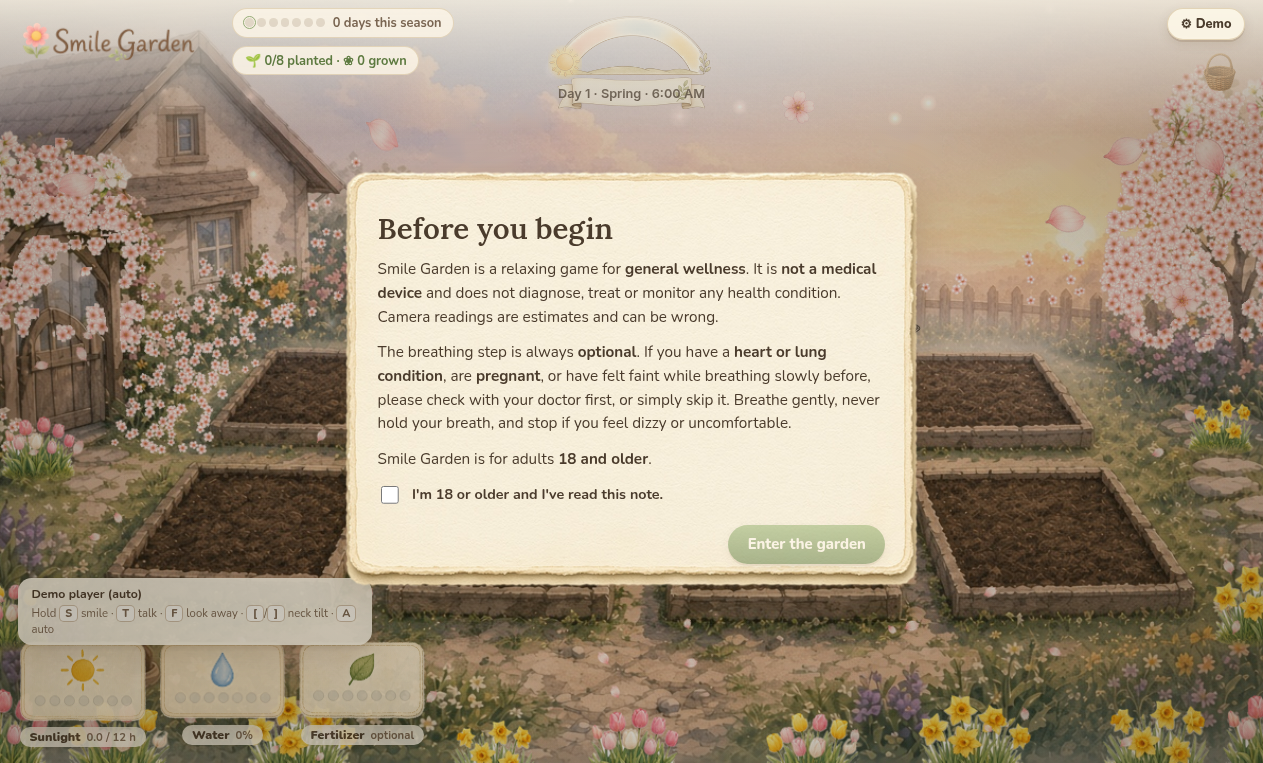 Smile Garden
0 days this season
🌱 0/8 planted · ❀ 0 grown
Day 1 · Spring · 6:00 AM
⚙ Demo
Before you begin
Smile Garden is a relaxing game for general wellness. It is not a medical
device and does not diagnose, treat or monitor any health condition.
Camera readings are estimates and can be wrong.
The breathing step is always optional. If you have a heart or lung
condition, are pregnant, or have felt faint while breathing slowly before,
please check with your doctor first, or simply skip it. Breathe gently, never
hold your breath, and stop if you feel dizzy or uncomfortable.
Smile Garden is for adults 18 and older.
I'm 18 or older and I've read this note.
Enter the garden
Demo player (auto)
Hold S smile · T talk · F look away · [ / ] neck tilt · A
auto
Sunlight 0.0 / 12 h
Water 0%
Fertilizer optional